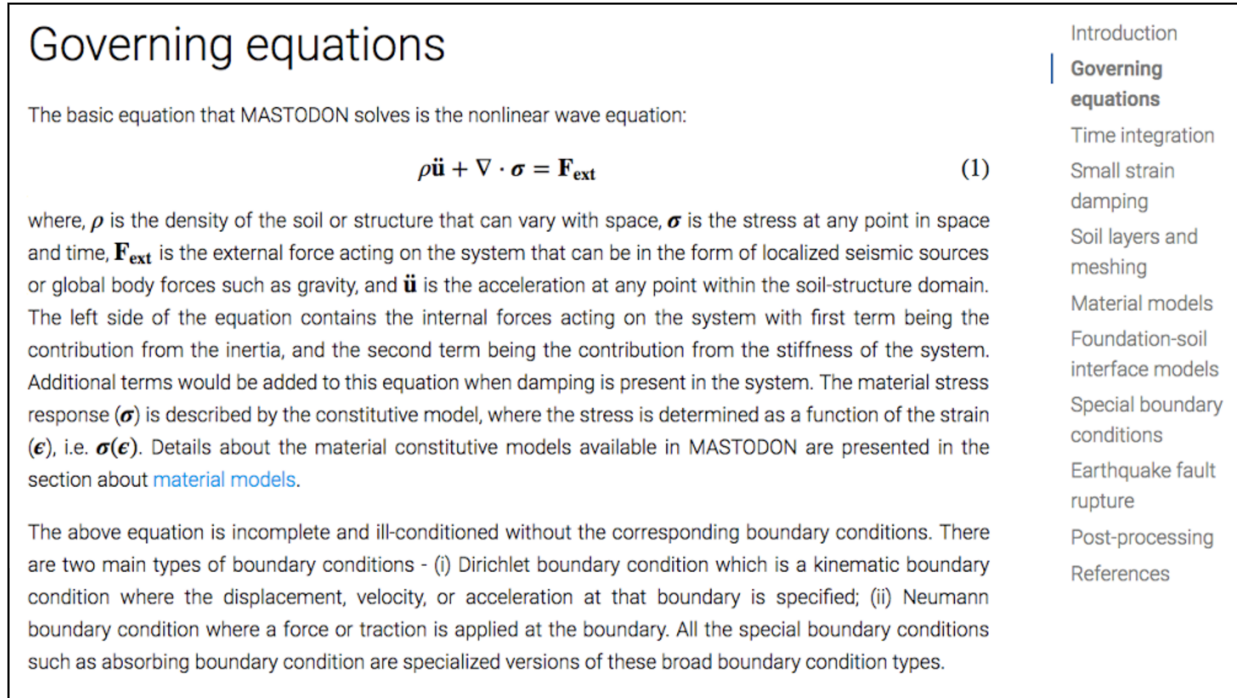 Governing equations
The basic equation that MASTODON solves is the nonlinear wave equation:
ρü + ∇ · σ = F_ext (1)
where, ρ is the density of the soil or structure that can vary with space, σ is the stress at any point in space
and time, F_ext is the external force acting on the system that can be in the form of localized seismic sources
or global body forces such as gravity, and ü is the acceleration at any point within the soil-structure domain.
The left side of the equation contains the internal forces acting on the system with first term being the
contribution from the inertia, and the second term being the contribution from the stiffness of the system.
Additional terms would be added to this equation when damping is present in the system. The material stress
response (σ) is described by the constitutive model, where the stress is determined as a function of the strain
(ϵ), i.e. σ(ϵ). Details about the material constitutive models available in MASTODON are presented in the
section about material models.
The above equation is incomplete and ill-conditioned without the corresponding boundary conditions. There
are two main types of boundary conditions - (i) Dirichlet boundary condition which is a kinematic boundary
condition where the displacement, velocity, or acceleration at that boundary is specified; (ii) Neumann
boundary condition where a force or traction is applied at the boundary. All the special boundary conditions
such as absorbing boundary condition are specialized versions of these broad boundary condition types.
Introduction
Governing
equations
Time integration
Small strain
damping
Soil layers and
meshing
Material models
Foundation-soil
interface models
Special boundary
conditions
Earthquake fault
rupture
Post-processing
References